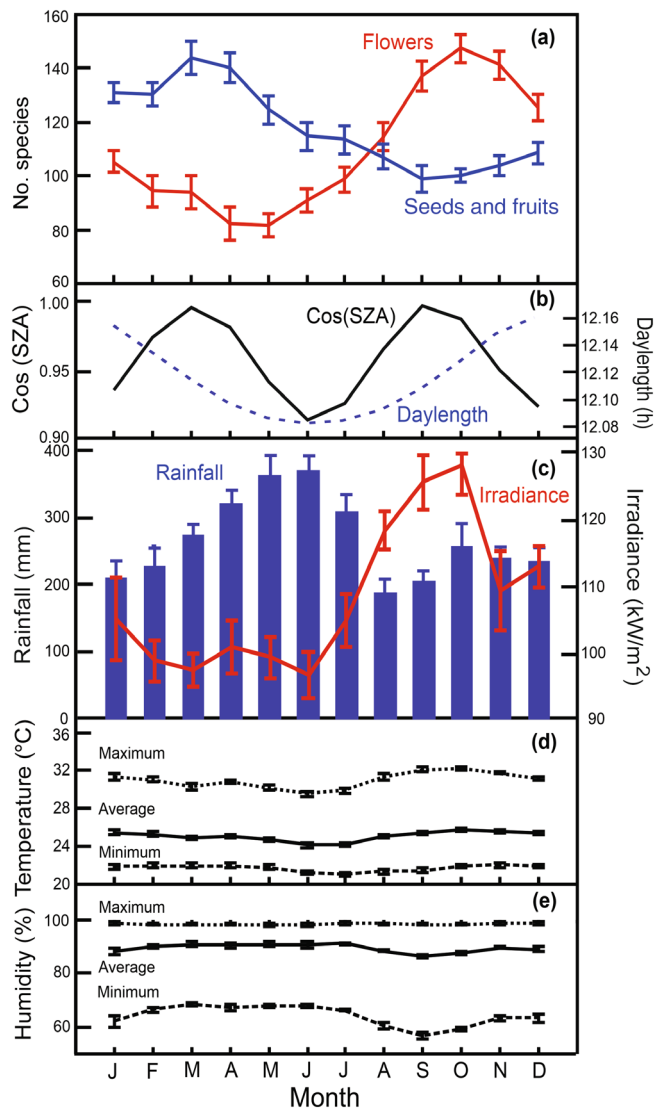 160
140
120
100
80
60
No. species
(a)
Flowers
Seeds and fruits
1.00
0.95
0.90
Cos (SZA)
(b)
Cos(SZA)
Daylength
12.16
12.14
12.12
12.10
12.08
Daylength (h)
400
300
200
100
0
Rainfall (mm)
(c)
Rainfall
Irradiance
130
120
110
100
90
Irradiance (kW/m²)
36
32
28
24
20
Temperature (°C)
(d)
Maximum
Average
Minimum
100
80
60
Humidity (%)
(e)
Maximum
Average
Minimum
J F M A M J J A S O N D
Month